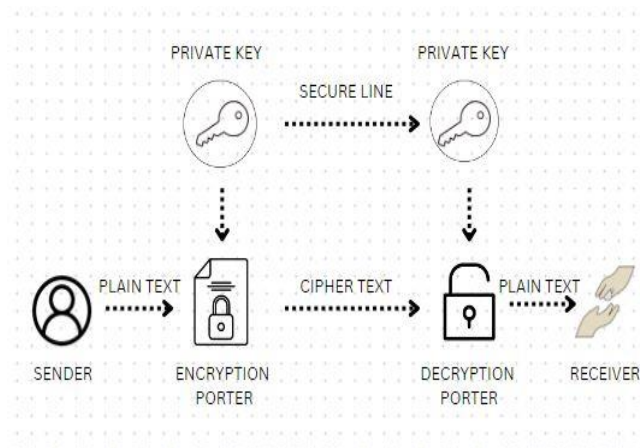 PRIVATE KEY
PRIVATE KEY
SECURE LINE
PLAIN TEXT
CIPHER TEXT
PLAIN TEXT
SENDER
ENCRYPTION
PORTER
DECRYPTION
PORTER
RECEIVER